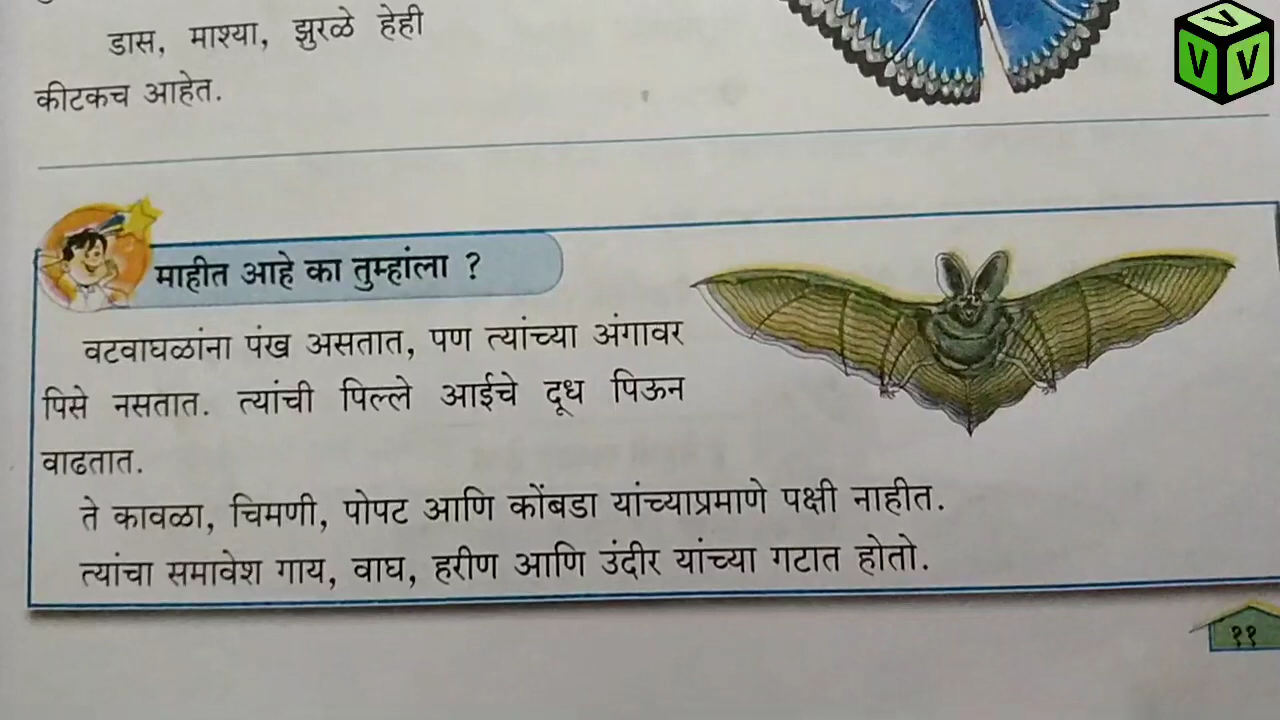 डास, माश्या, झुरळे हेही
कीटकच आहेत.
माहीत आहे का तुम्हांला ?
वटवाघळांना पंख असतात, पण त्यांच्या अंगावर
पिसे नसतात. त्यांची पिल्ले आईचे दूध पिऊन
वाढतात.
ते कावळा, चिमणी, पोपट आणि कोंबडा यांच्याप्रमाणे पक्षी नाहीत.
त्यांचा समावेश गाय, वाघ, हरीण आणि उंदीर यांच्या गटात होतो.
११
V V V